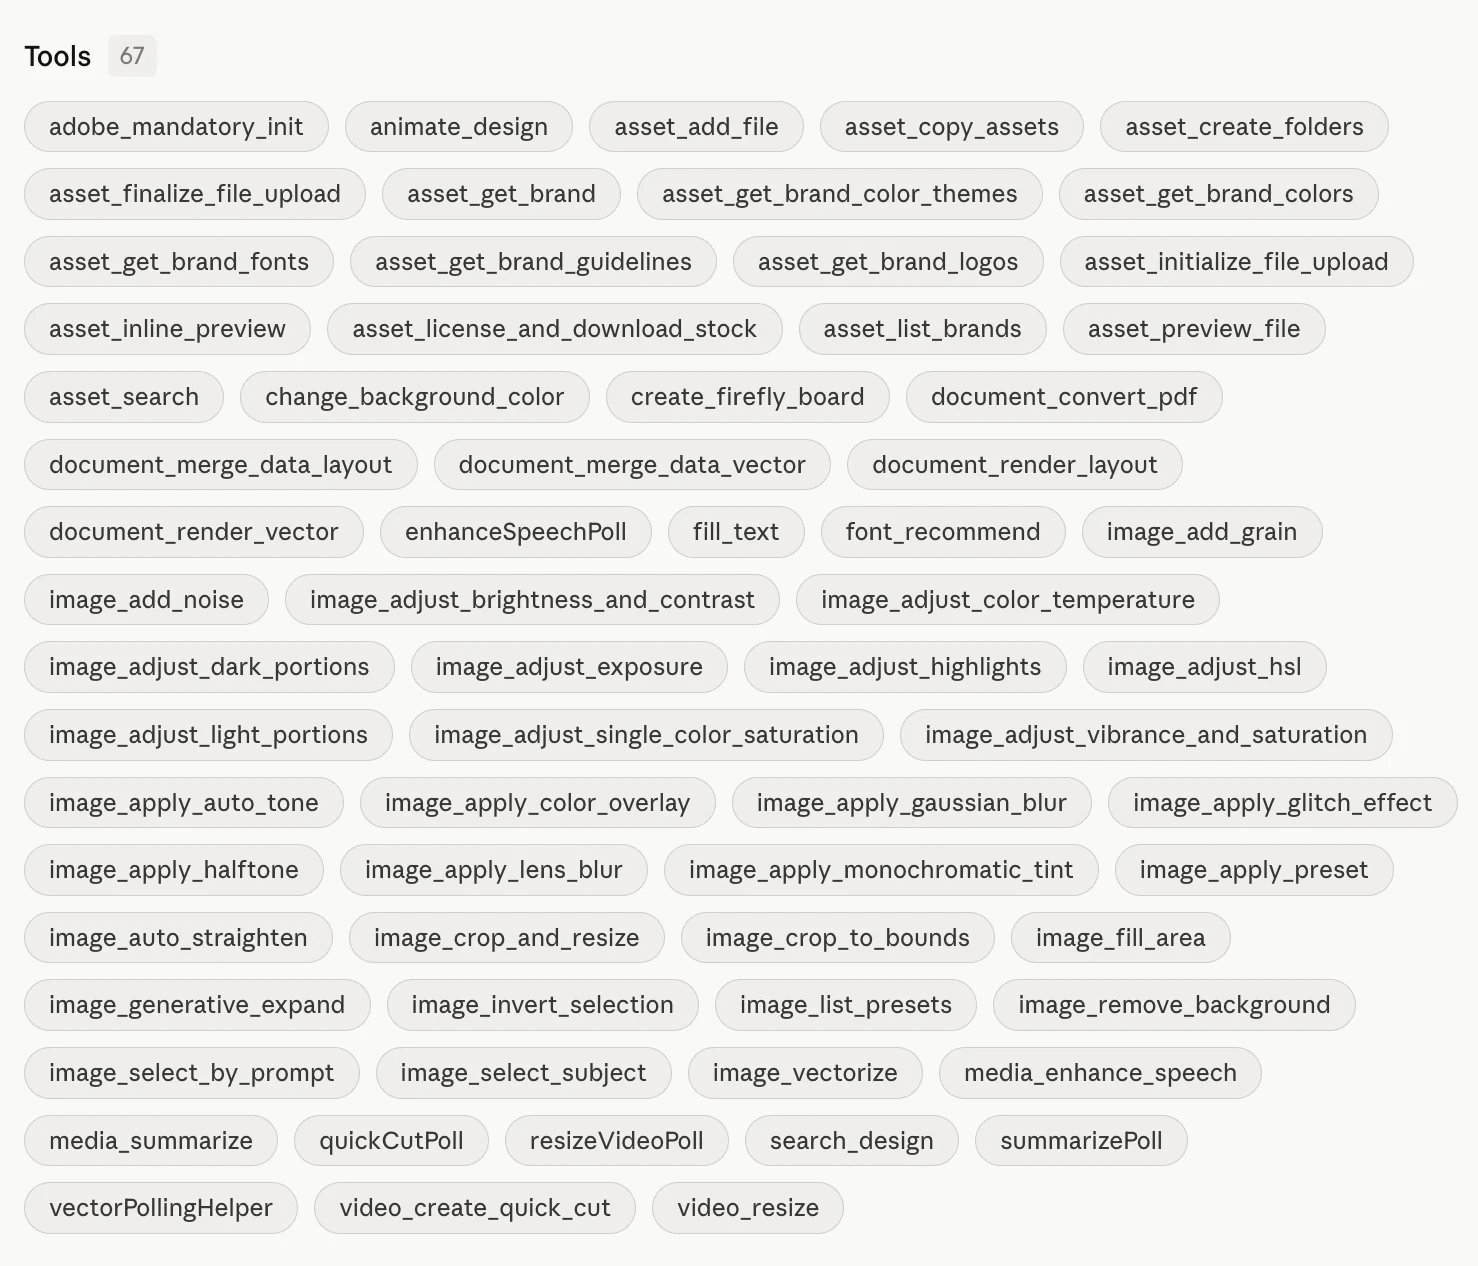 Tools 67
adobe_mandatory_init animate_design asset_add_file asset_copy_assets asset_create_folders
asset_finalize_file_upload asset_get_brand asset_get_brand_color_themes asset_get_brand_colors
asset_get_brand_fonts asset_get_brand_guidelines asset_get_brand_logos asset_initialize_file_upload
asset_inline_preview asset_license_and_download_stock asset_list_brands asset_preview_file
asset_search change_background_color create_firefly_board document_convert_pdf
document_merge_data_layout document_merge_data_vector document_render_layout
document_render_vector enhanceSpeechPoll fill_text font_recommend image_add_grain
image_add_noise image_adjust_brightness_and_contrast image_adjust_color_temperature
image_adjust_dark_portions image_adjust_exposure image_adjust_highlights image_adjust_hsl
image_adjust_light_portions image_adjust_single_color_saturation image_adjust_vibrance_and_saturation
image_apply_auto_tone image_apply_color_overlay image_apply_gaussian_blur image_apply_glitch_effect
image_apply_halftone image_apply_lens_blur image_apply_monochromatic_tint image_apply_preset
image_auto_straighten image_crop_and_resize image_crop_to_bounds image_fill_area
image_generative_expand image_invert_selection image_list_presets image_remove_background
image_select_by_prompt image_select_subject image_vectorize media_enhance_speech
media_summarize quickCutPoll resizeVideoPoll search_design summarizePoll
vectorPollingHelper video_create_quick_cut video_resize